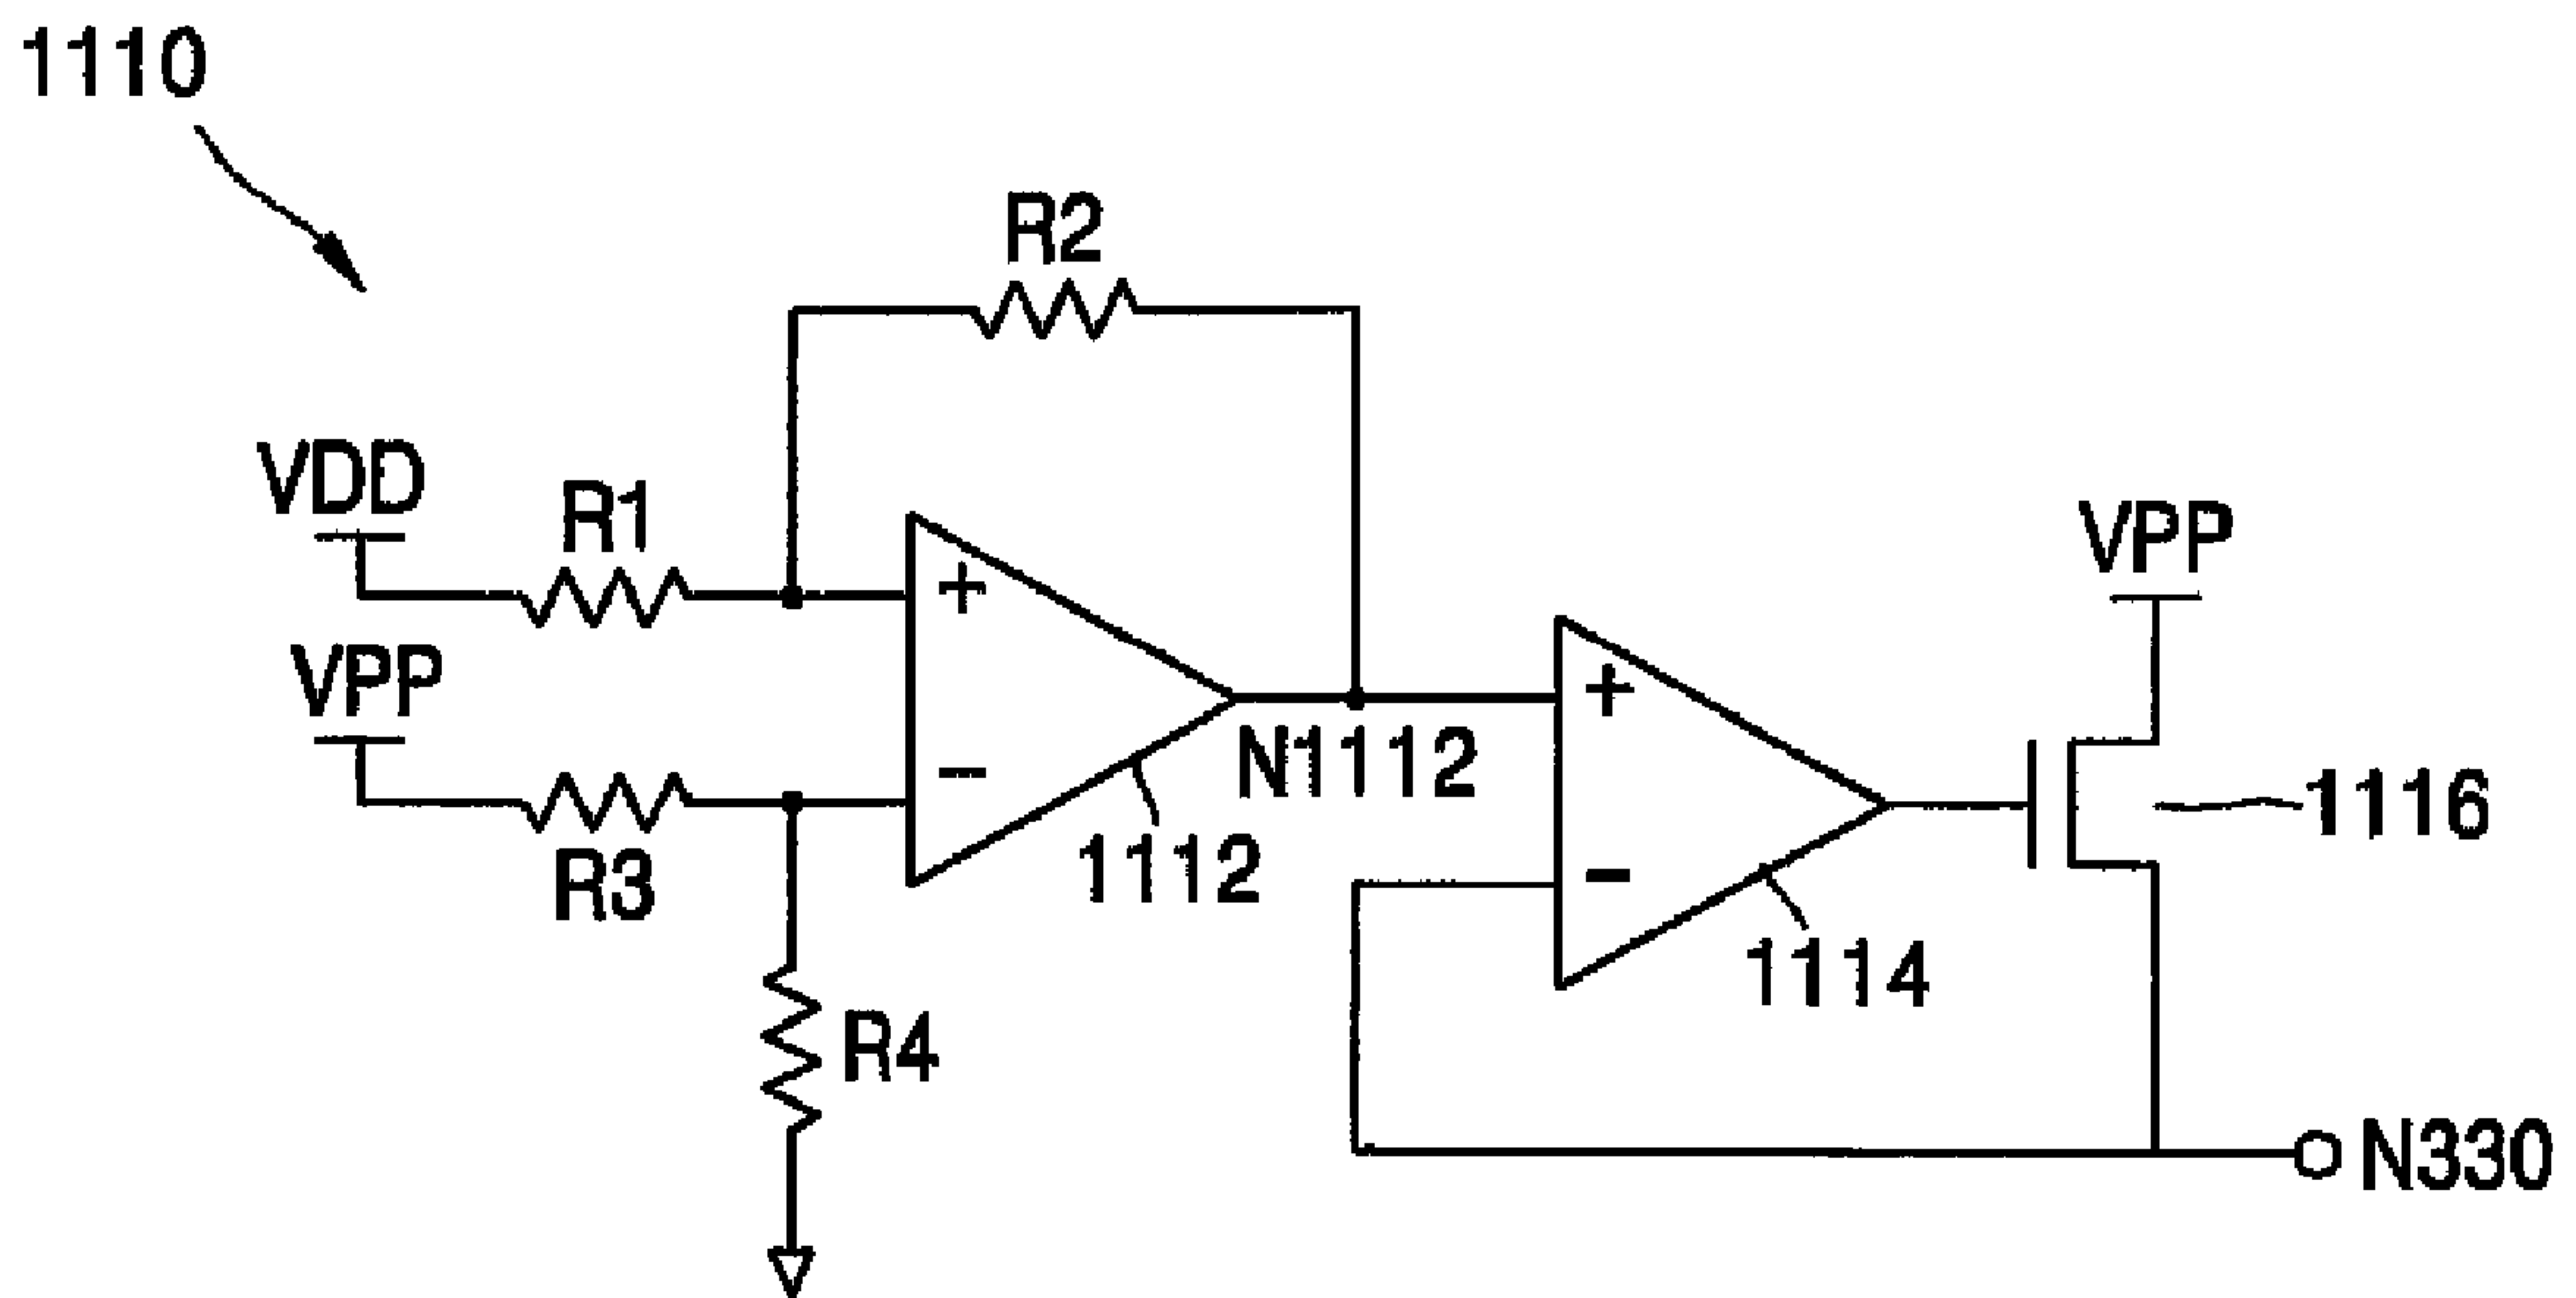 1110
R2
VDD
R1
VPP
+
VPP
+
-
N1112
1116
R3
1112
-
1114
R4
N330